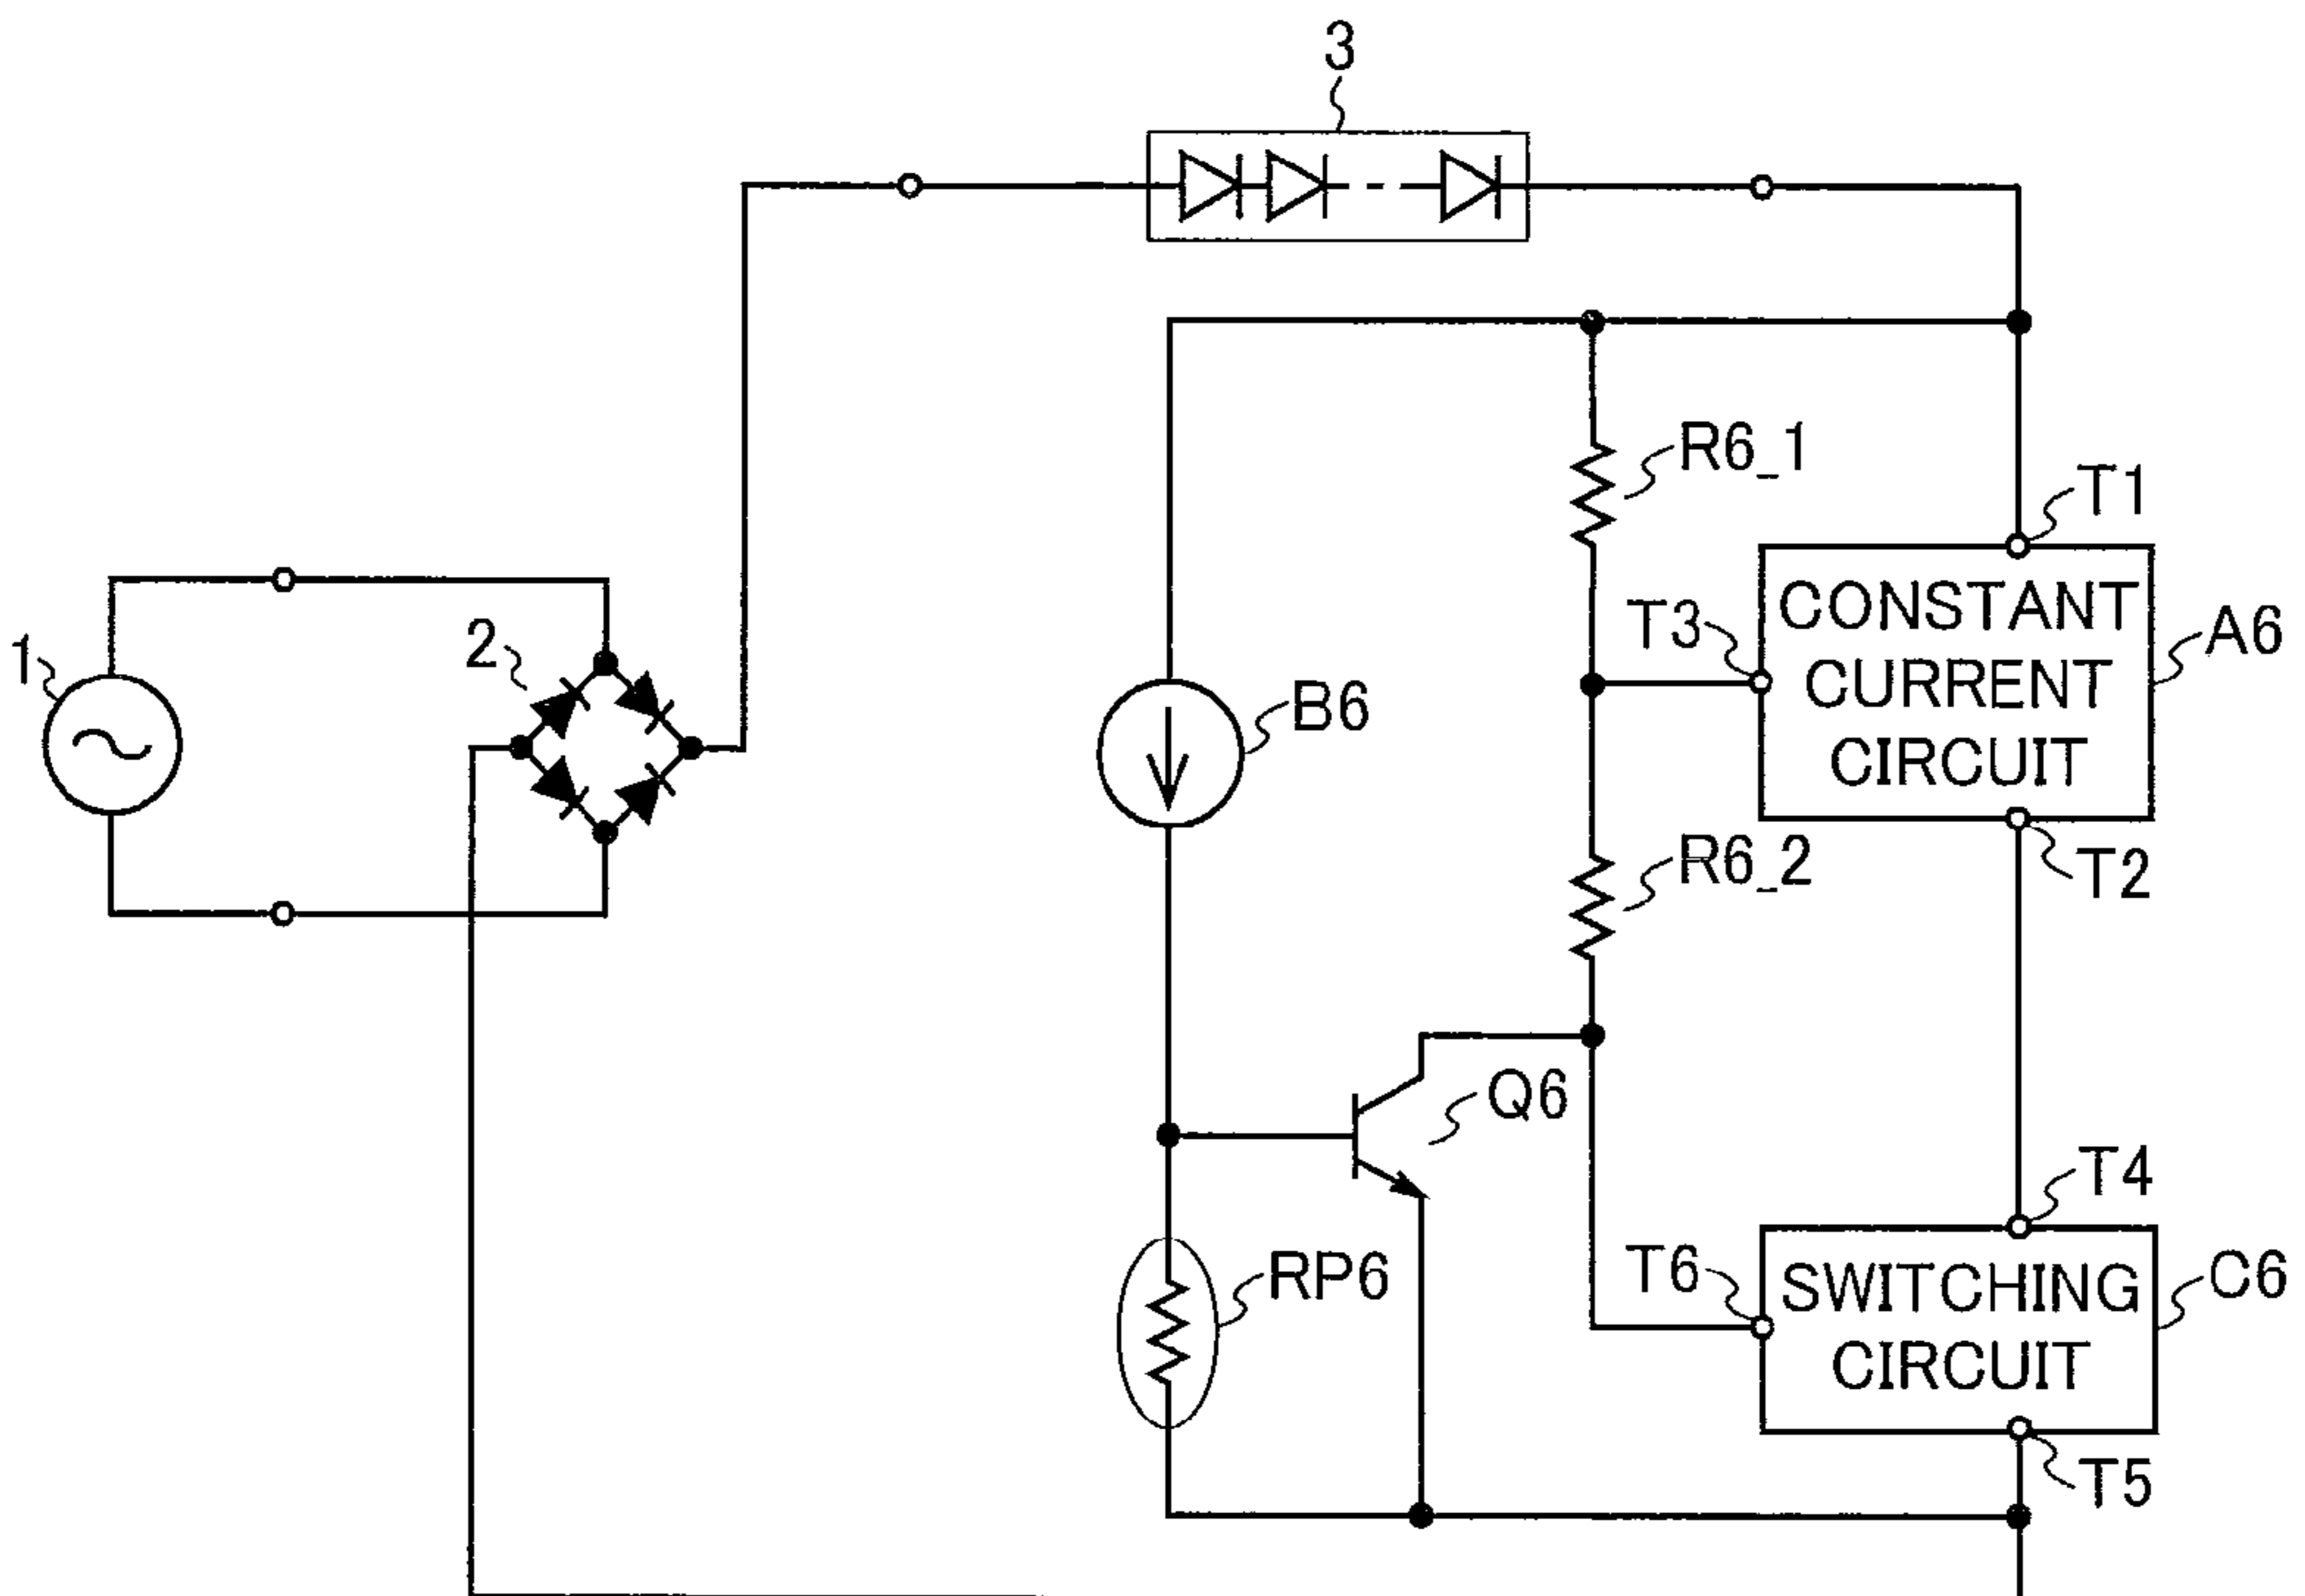 3
R6_1
T1
CONSTANT
CURRENT
CIRCUIT
T3
A6
1
2
B6
R6_2
T2
Q6
T4
RP6
T6
SWITCHING
CIRCUIT
C6
T5